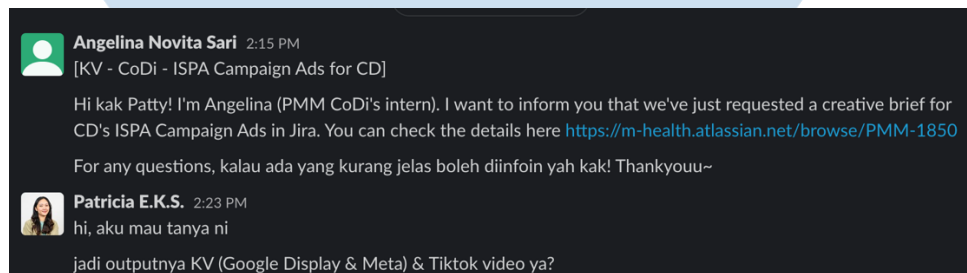 Angelina Novita Sari 2:15 PM
[KV - CoDi - ISPA Campaign Ads for CD]
Hi kak Patty! I'm Angelina (PMM CoDi's intern). I want to inform you that we've just requested a creative brief for
CD's ISPA Campaign Ads in Jira. You can check the details here https://m-health.atlassian.net/browse/PMM-1850
For any questions, kalau ada yang kurang jelas boleh diinfoin yah kak! Thankyouu~
Patricia E.K.S. 2:23 PM
hi, aku mau tanya ni
jadi outputnya KV (Google Display & Meta) & Tiktok video ya?